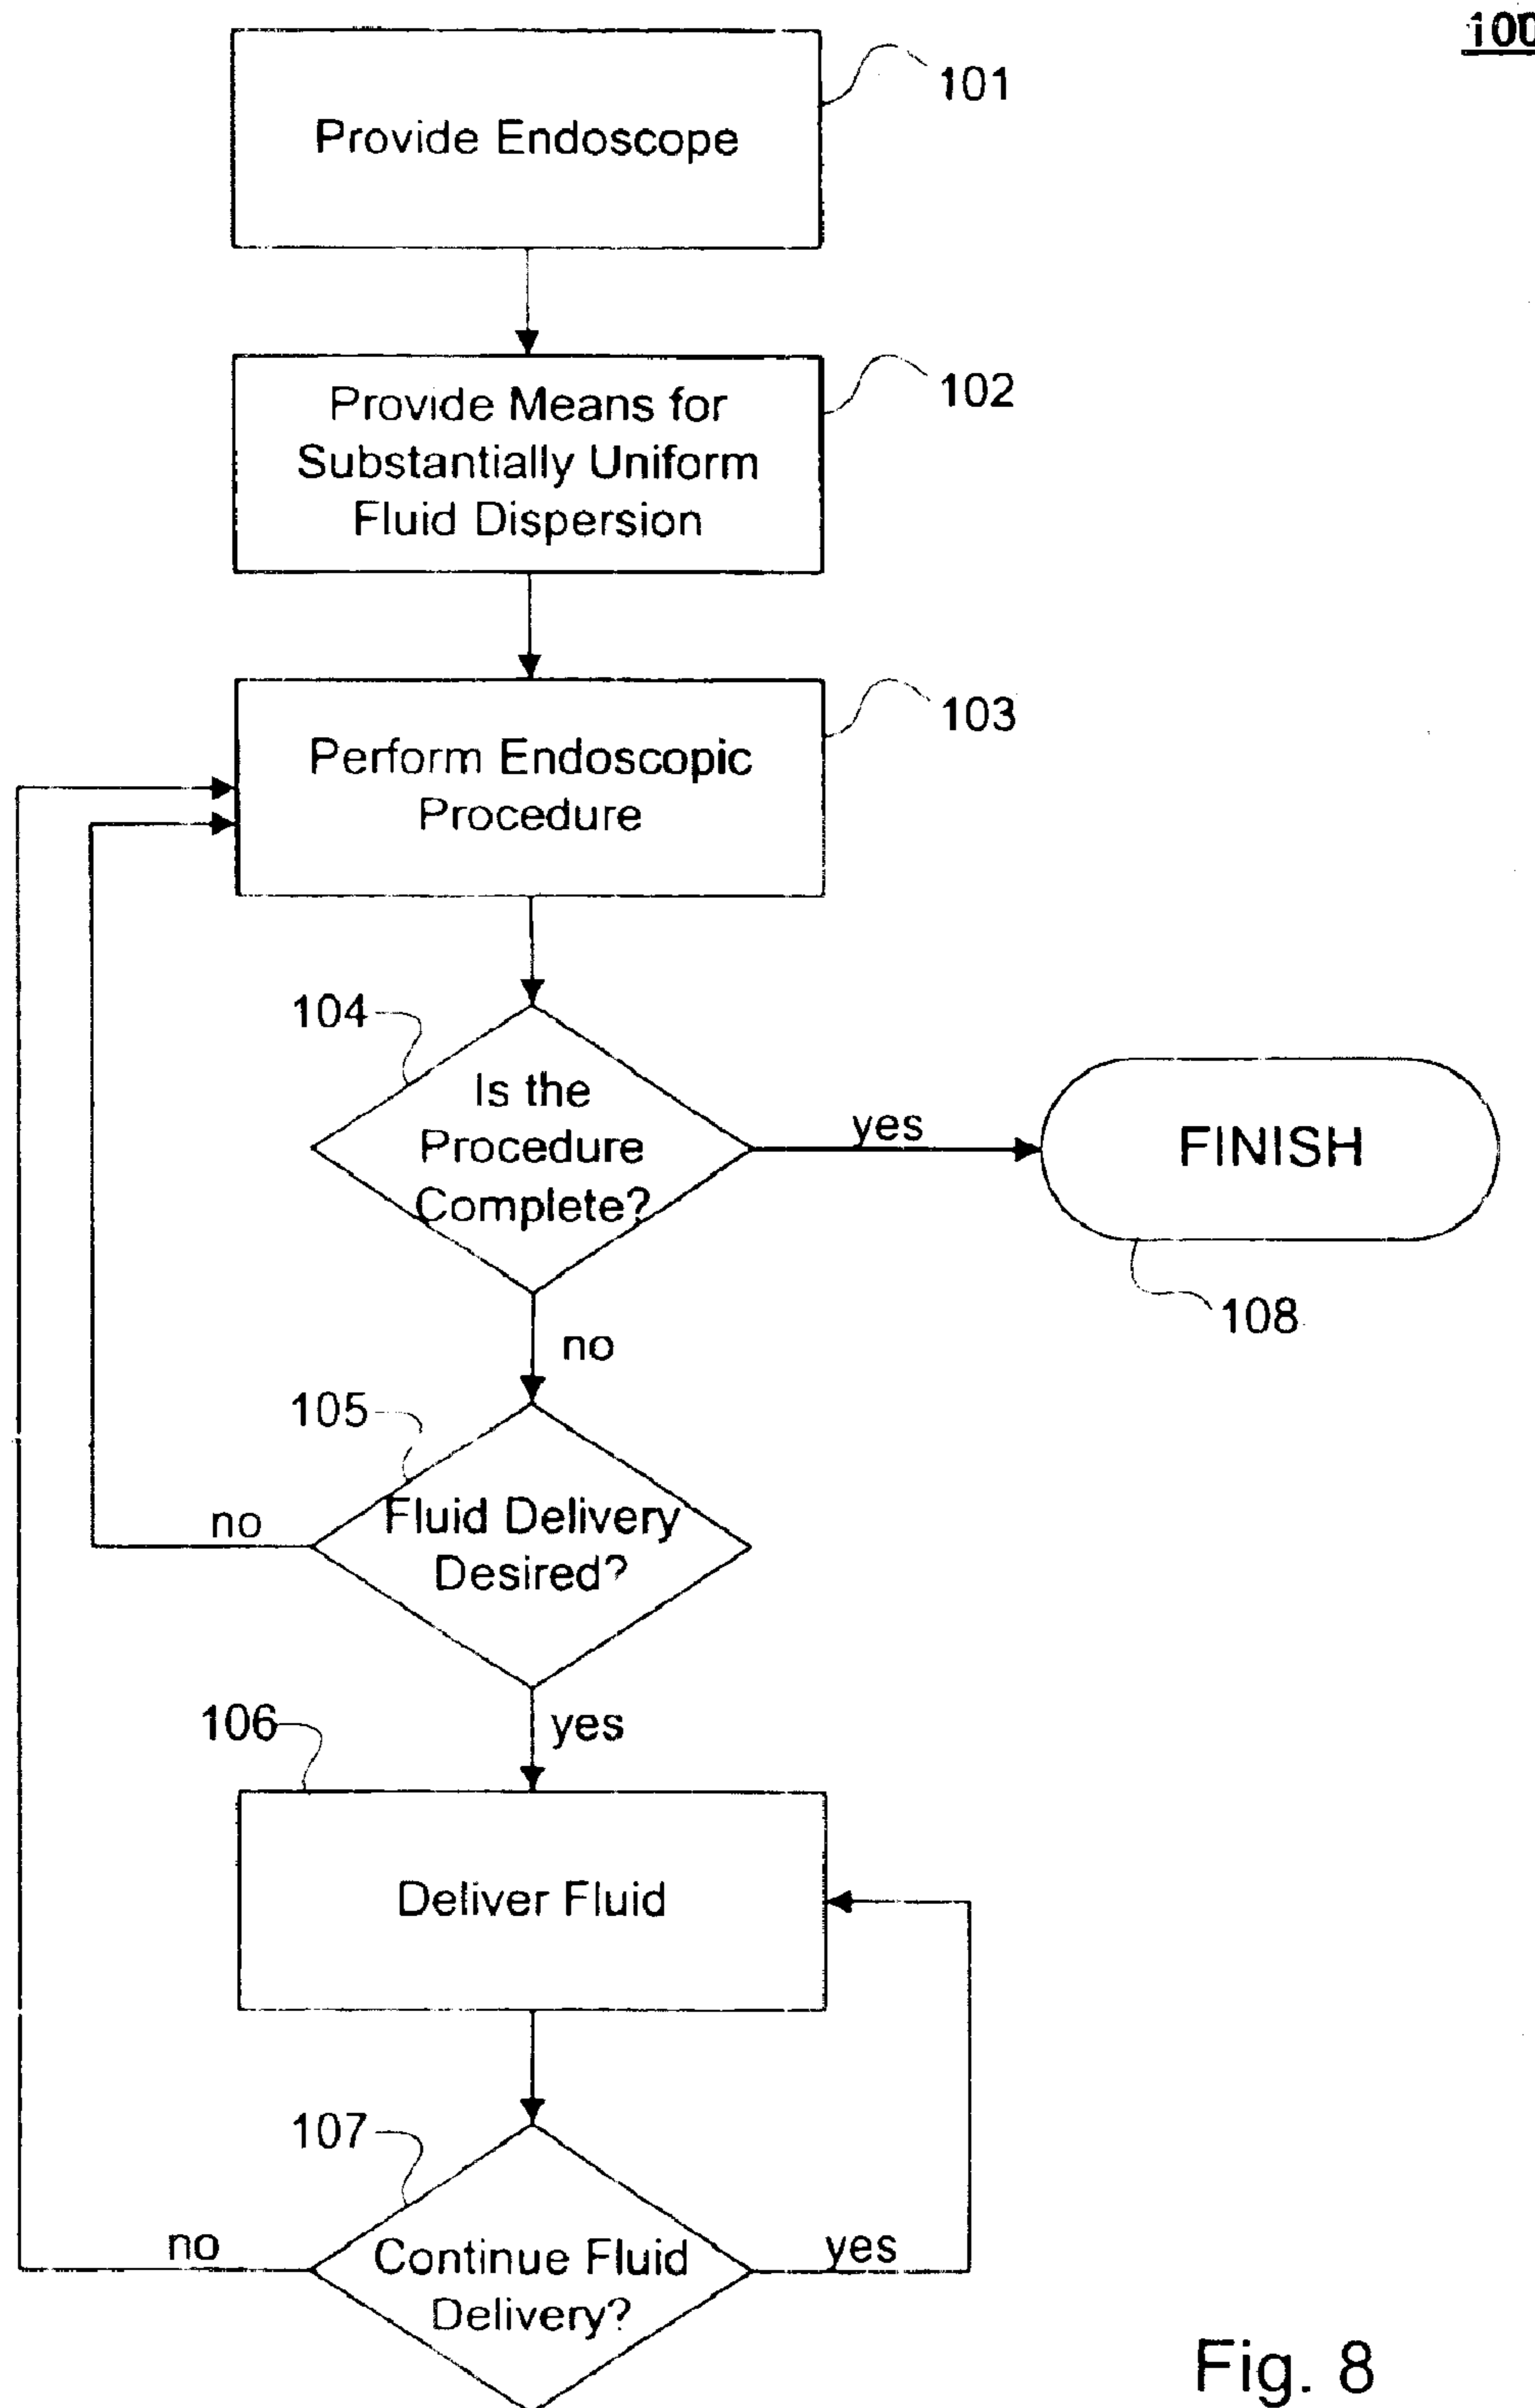 100
101
Provide Endoscope
102
Provide Means for
Substantially Uniform
Fluid Dispersion
103
Perform Endoscopic
Procedure
104
Is the
Procedure
Complete?
yes
FINISH
108
no
105
Fluid Delivery
Desired?
no
yes
106
Deliver Fluid
107
Continue Fluid
Delivery?
no
yes
Fig. 8